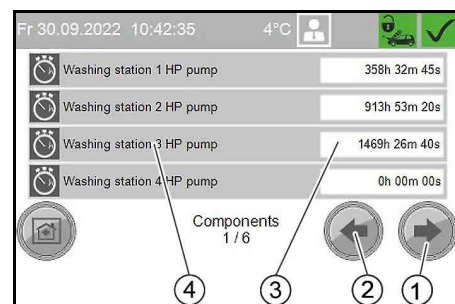 Fr 30.09.2022 10:42:35 4°C
Washing station 1 HP pump 358h 32m 45s
Washing station 2 HP pump 913h 53m 20s
Washing station 3 HP pump 1469h 26m 40s
Washing station 4 HP pump 0h 00m 00s
Components
1 / 6
4 3 2 1